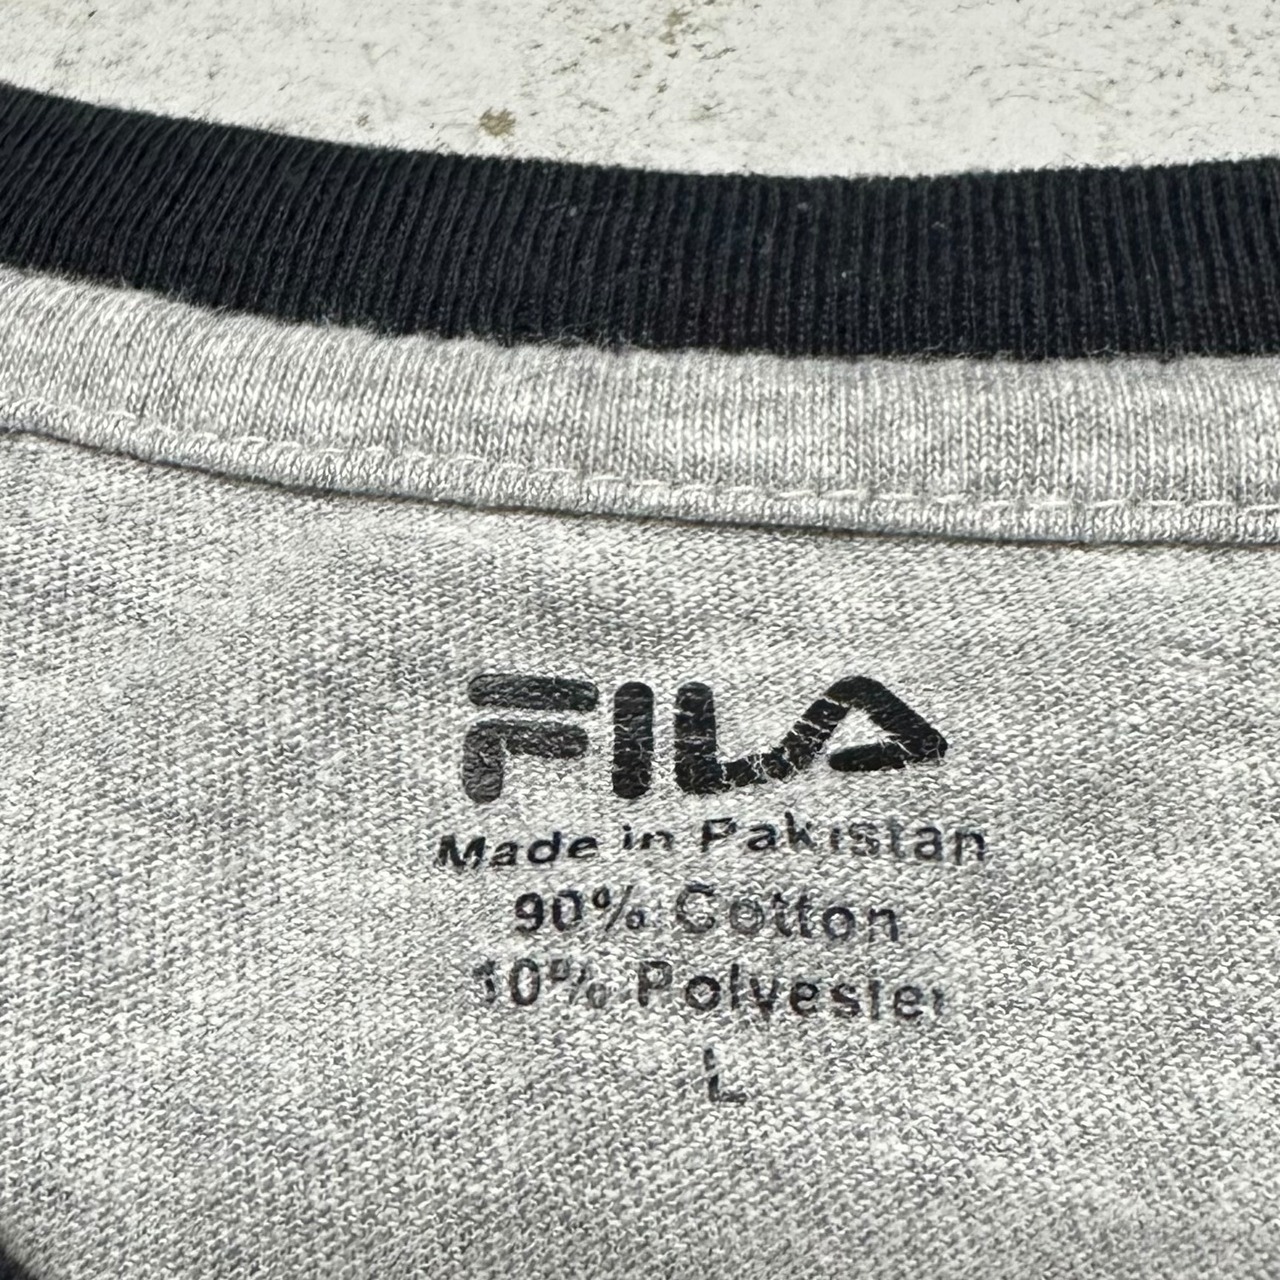 FILA
Made in Pakistan
90% Cotton
10% Polyester
L